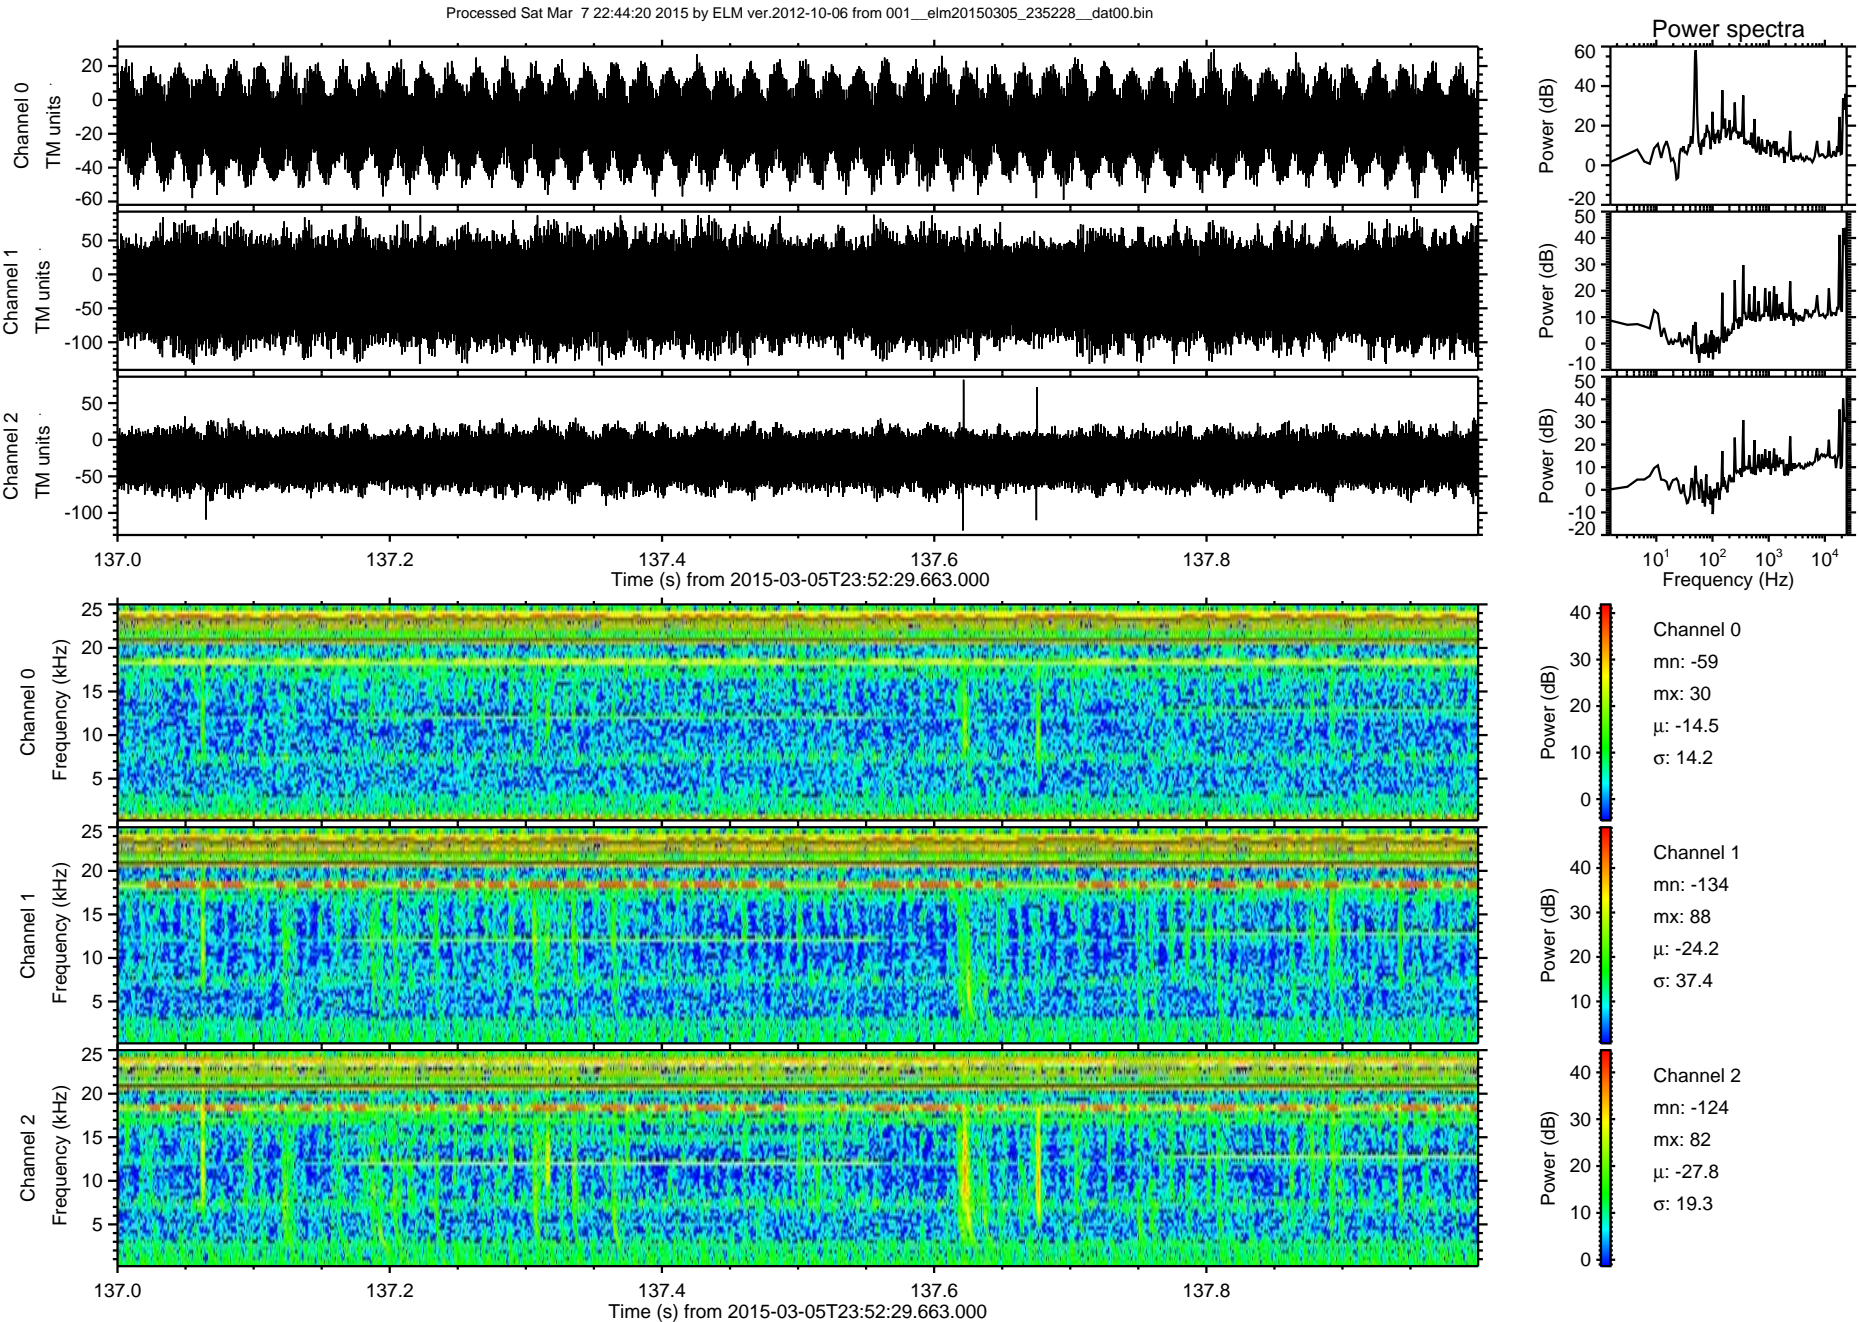 Processed Sat Mar  7 22:44:20 2015 by ELM ver.2012-10-06 from 001__elm20150305_235228__dat00.bin
Power spectra
Channel 0
TM units
20
0
-20
-40
-60
Power (dB)
60
40
20
0
-20
Channel 1
TM units
50
0
-50
-100
Power (dB)
50
40
30
20
10
0
-10
Channel 2
TM units
50
0
-50
-100
Power (dB)
50
40
30
20
10
0
-10
-20
137.0 137.2 137.4 137.6 137.8
Time (s) from 2015-03-05T23:52:29.663.000
10^1 10^2 10^3 10^4
Frequency (Hz)
Channel 0
Frequency (kHz)
25
20
15
10
5
Power (dB)
40
30
20
10
0
Channel 0
mn: -59
mx: 30
µ: -14.5
σ: 14.2
Channel 1
Frequency (kHz)
25
20
15
10
5
Power (dB)
40
30
20
10
Channel 1
mn: -134
mx: 88
µ: -24.2
σ: 37.4
Channel 2
Frequency (kHz)
25
20
15
10
5
Power (dB)
40
30
20
10
0
Channel 2
mn: -124
mx: 82
µ: -27.8
σ: 19.3
137.0 137.2 137.4 137.6 137.8
Time (s) from 2015-03-05T23:52:29.663.000